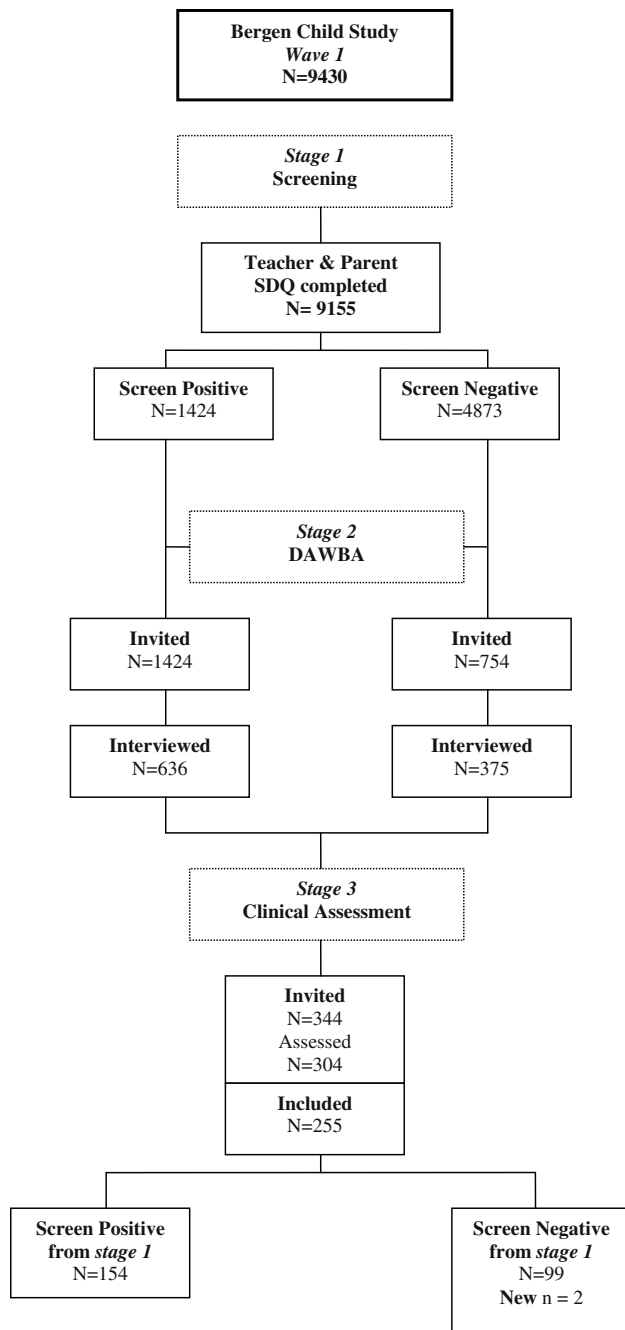 Bergen Child Study
Wave 1
N=9430
Stage 1
Screening
Teacher & Parent
SDQ completed
N= 9155
Screen Positive
N=1424
Screen Negative
N=4873
Stage 2
DAWBA
Invited
N=1424
Invited
N=754
Interviewed
N=636
Interviewed
N=375
Stage 3
Clinical Assessment
Invited
N=344
Assessed
N=304
Included
N=255
Screen Positive
from stage 1
N=154
Screen Negative
from stage 1
N=99
New n = 2